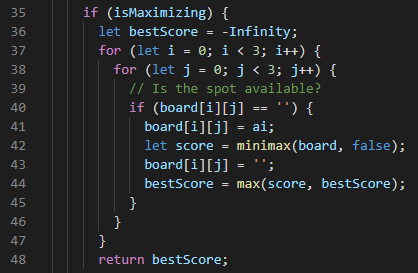 35 if (isMaximizing) {
36 let bestScore = -Infinity;
37 for (let i = 0; i < 3; i++) {
38 for (let j = 0; j < 3; j++) {
39 // Is the spot available?
40 if (board[i][j] == '') {
41 board[i][j] = ai;
42 let score = minimax(board, false);
43 board[i][j] = '';
44 bestScore = max(score, bestScore);
45 }
46 }
47 }
48 return bestScore;